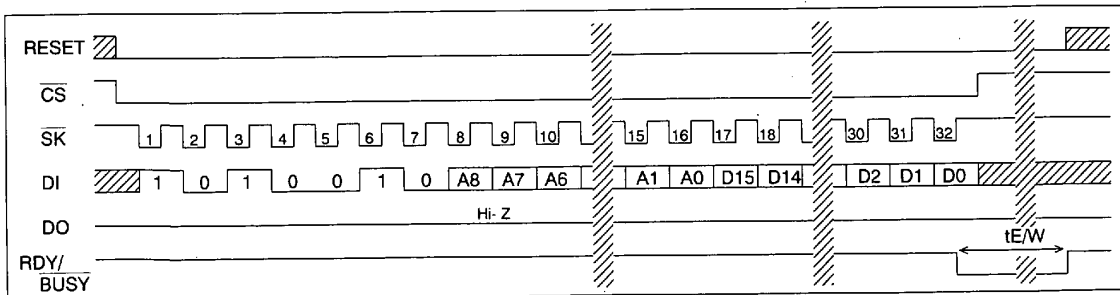 RESET
CS
SK 1 2 3 4 5 6 7 8 9 10 15 16 17 18 30 31 32
DI 1 0 1 0 0 1 0 A8 A7 A6 A1 A0 D15 D14 D2 D1 D0
Hi-Z
DO
tE/W
RDY/
BUSY